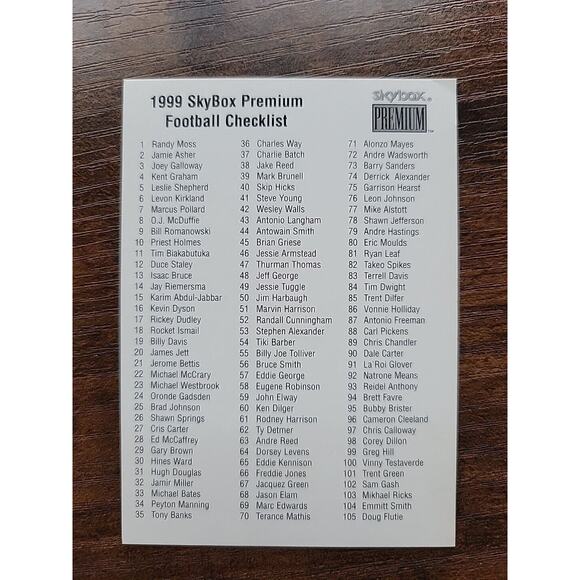 1999 SkyBox Premium
Football Checklist
skybox®
PREMIUM™
1 Randy Moss
2 Jamie Asher
3 Joey Galloway
4 Kent Graham
5 Leslie Shepherd
6 Levon Kirkland
7 Marcus Pollard
8 O.J. McDuffie
9 Bill Romanowski
10 Priest Holmes
11 Tim Biakabutuka
12 Duce Staley
13 Isaac Bruce
14 Jay Riemersma
15 Karim Abdul-Jabbar
16 Kevin Dyson
17 Rickey Dudley
18 Rocket Ismail
19 Billy Davis
20 James Jett
21 Jerome Bettis
22 Michael McCrary
23 Michael Westbrook
24 Oronde Gadsden
25 Brad Johnson
26 Shawn Springs
27 Cris Carter
28 Ed McCaffrey
29 Gary Brown
30 Hines Ward
31 Hugh Douglas
32 Jamir Miller
33 Michael Bates
34 Peyton Manning
35 Tony Banks
36 Charles Way
37 Charlie Batch
38 Jake Reed
39 Mark Brunell
40 Skip Hicks
41 Steve Young
42 Wesley Walls
43 Antonio Langham
44 Antowain Smith
45 Brian Griese
46 Jessie Armstead
47 Thurman Thomas
48 Jeff George
49 Jessie Tuggle
50 Jim Harbaugh
51 Marvin Harrison
52 Randall Cunningham
53 Stephen Alexander
54 Tiki Barber
55 Billy Joe Tolliver
56 Bruce Smith
57 Eddie George
58 Eugene Robinson
59 John Elway
60 Ken Dilger
61 Rodney Harrison
62 Ty Detmer
63 Andre Reed
64 Dorsey Levens
65 Eddie Kennison
66 Freddie Jones
67 Jacquez Green
68 Jason Elam
69 Marc Edwards
70 Terance Mathis
71 Alonzo Mayes
72 Andre Wadsworth
73 Barry Sanders
74 Derrick Alexander
75 Garrison Hearst
76 Leon Johnson
77 Mike Alstott
78 Shawn Jefferson
79 Andre Hastings
80 Eric Moulds
81 Ryan Leaf
82 Takeo Spikes
83 Terrell Davis
84 Tim Dwight
85 Trent Dilfer
86 Vonnie Holliday
87 Antonio Freeman
88 Carl Pickens
89 Chris Chandler
90 Dale Carter
91 La'Roi Glover
92 Natrone Means
93 Reidel Anthony
94 Brett Favre
95 Bubby Brister
96 Cameron Cleeland
97 Chris Calloway
98 Corey Dillon
99 Greg Hill
100 Vinny Testaverde
101 Trent Green
102 Sam Gash
103 Mikhael Ricks
104 Emmitt Smith
105 Doug Flutie